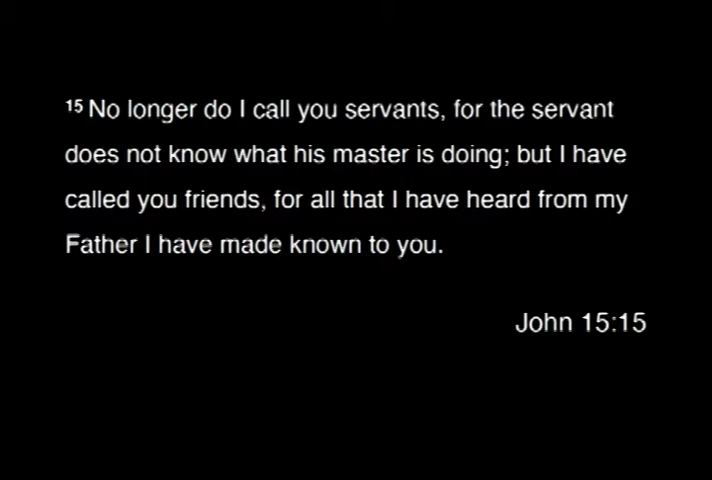 15 No longer do I call you servants, for the servant
does not know what his master is doing; but I have
called you friends, for all that I have heard from my
Father I have made known to you.
John 15:15